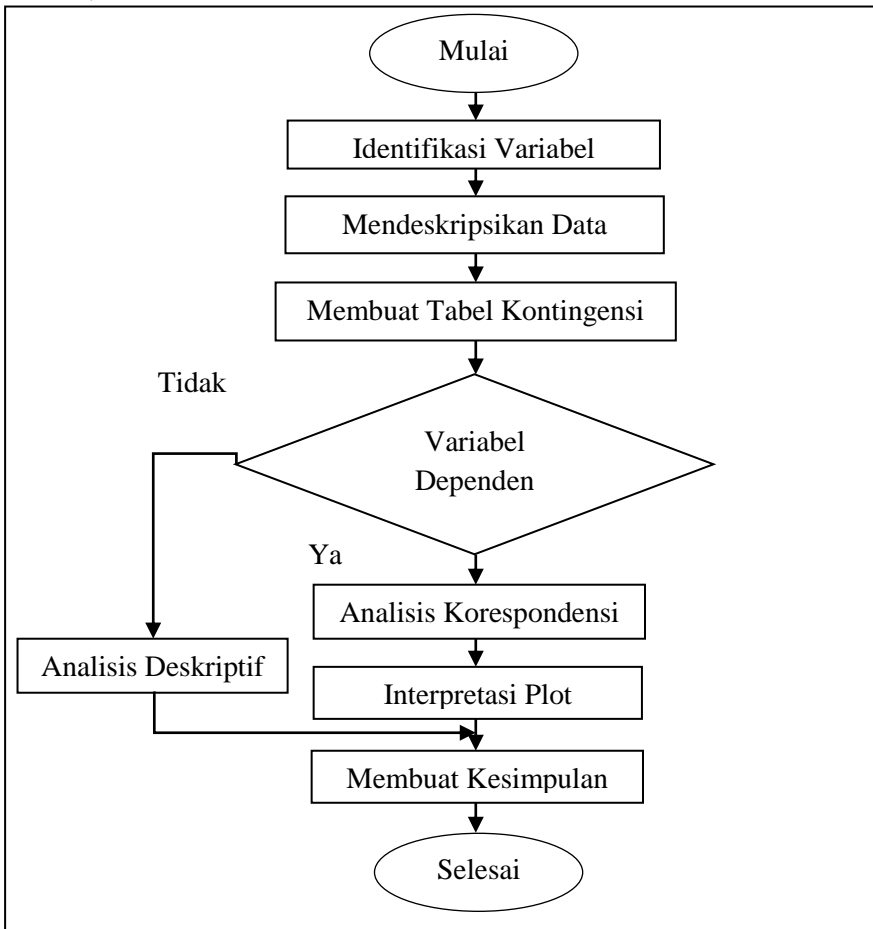 Mulai
Identifikasi Variabel
Mendeskripsikan Data
Membuat Tabel Kontingensi
Tidak
Variabel
Dependen
Ya
Analisis Korespondensi
Analisis Deskriptif
Interpretasi Plot
Membuat Kesimpulan
Selesai